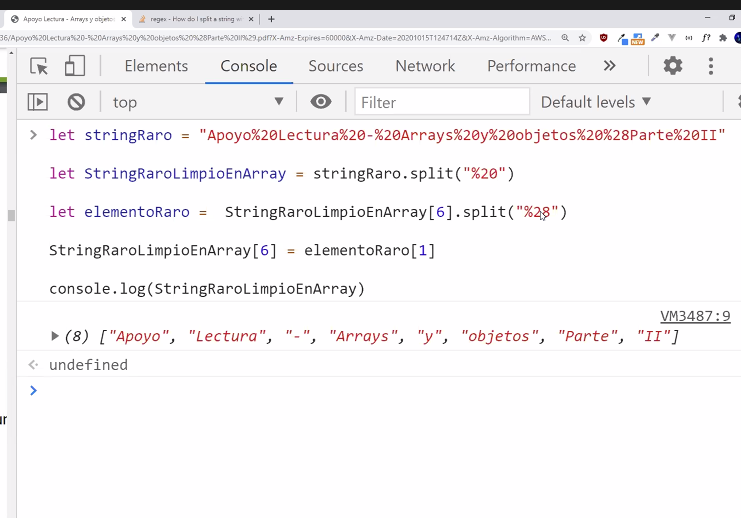 Apoyo Lectura - Arrays y objetos
regex - How do I split a string wi
36/Apoyo%20Lectura%20-%20Arrays%20y%20objetos%20%28Parte%20II%29.pdf?X-Amz-Expires=60000&X-Amz-Date=20201015T124714Z&X-Amz-Algorithm=AWS...
NEW
f?
Elements Console Sources Network Performance »
top Filter Default levels
> let stringRaro = "Apoyo%20Lectura%20-%20Arrays%20y%20objetos%20%28Parte%20II"
let StringRaroLimpioEnArray = stringRaro.split("%20")
let elementoRaro = StringRaroLimpioEnArray[6].split("%28")
StringRaroLimpioEnArray[6] = elementoRaro[1]
console.log(StringRaroLimpioEnArray)
VM3487:9
(8) ["Apoyo", "Lectura", "-", "Arrays", "y", "objetos", "Parte", "II"]
undefined
>